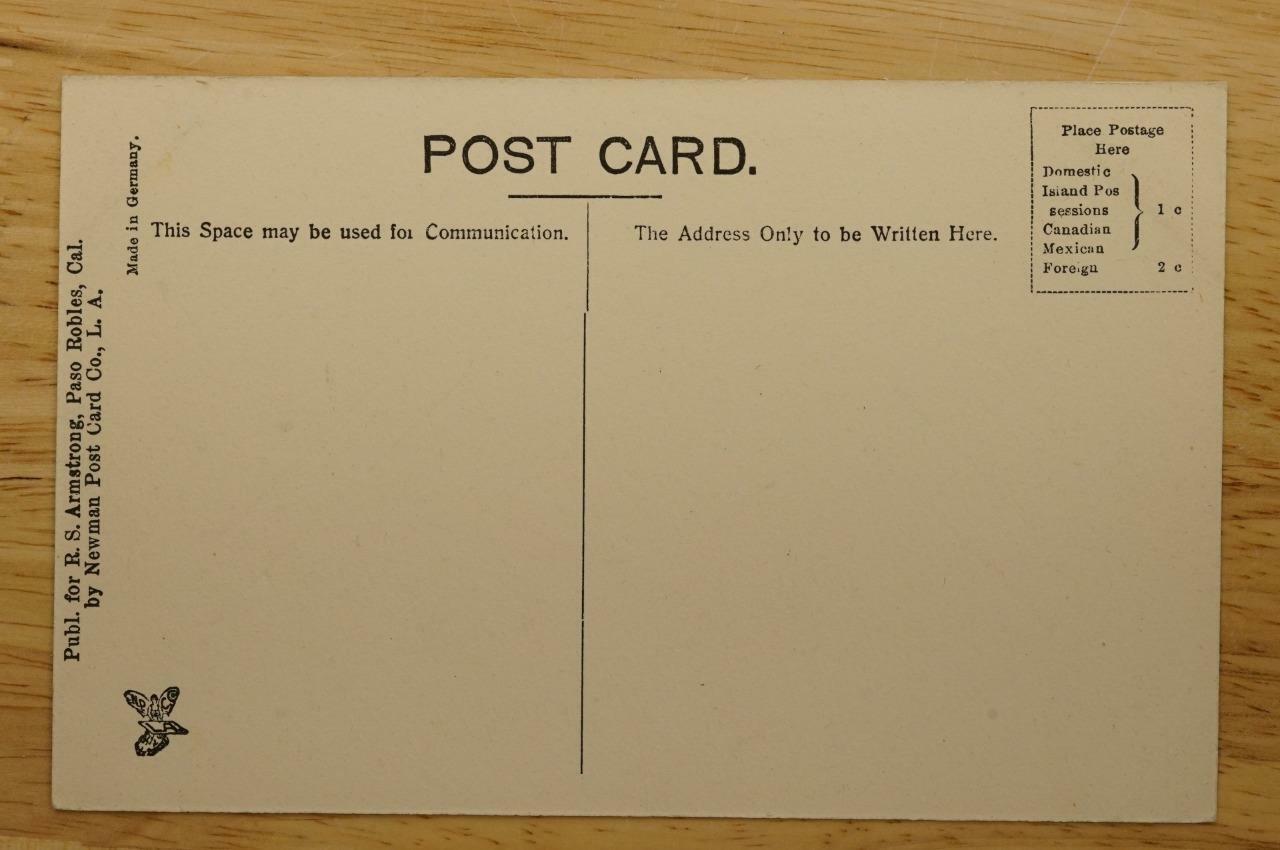 POST CARD.
Place Postage
Here
Domestic
Island Pos
sessions
Canadian
Mexican
1 c
Foreign 2 c
This Space may be used for Communication.
The Address Only to be Written Here.
Made in Germany.
Publ. for R. S. Armstrong, Paso Robles, Cal.
by Newman Post Card Co., L. A.